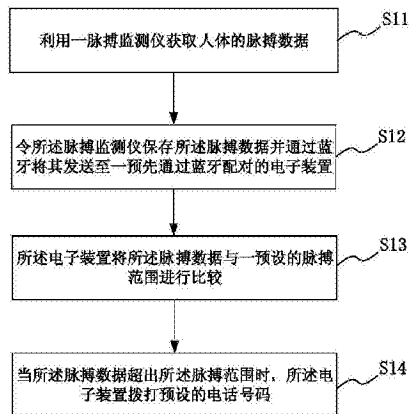 S11
利用一脉搏监测仪获取人体的脉搏数据
S12
令所述脉搏监测仪保存所述脉搏数据并通过蓝
牙将其发送至一预先通过蓝牙配对的电子装置
S13
所述电子装置将所述脉搏数据与一预设的脉搏
范围进行比较
S14
当所述脉搏数据超出所述脉搏范围时，所述电
子装置拨打预设的电话号码